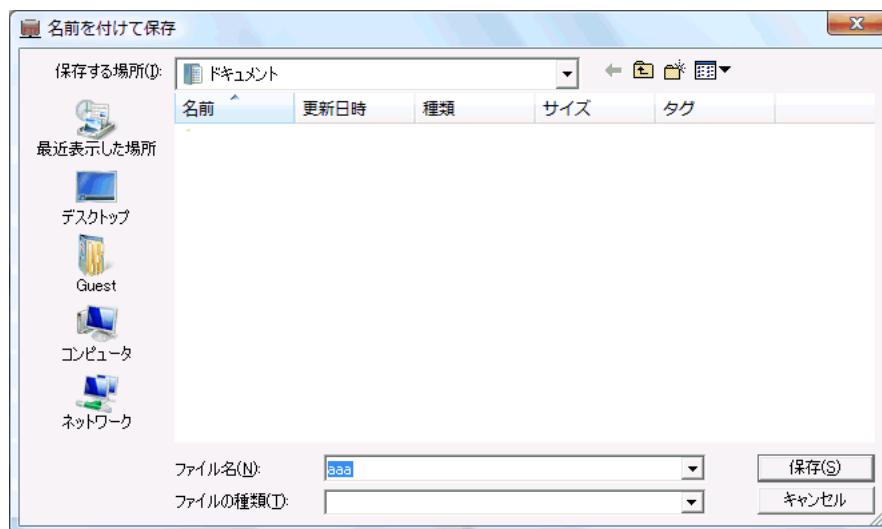 名前を付けて保存
保存する場所(I): ドキュメント
名前 更新日時 種類 サイズ タグ
最近表示した場所
デスクトップ
Guest
コンピュータ
ネットワーク
ファイル名(N): aaa 保存(S)
ファイルの種類(T): キャンセル